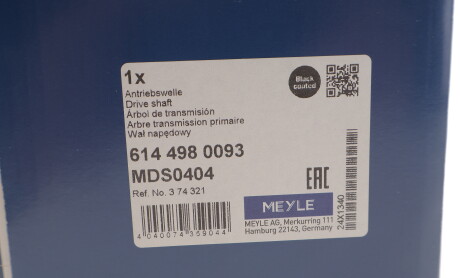 1x
Black
coated
Antriebswelle
Drive shaft
Árbol de transmisión
Arbre transmission primaire
Wał napędowy
614 498 0093
MDS0404
Ref. No. 3 74 321
EAC
MEYLE
MEYLE AG, Merkurring 111
Hamburg 22143, Germany
4 040074 359044
24X1340